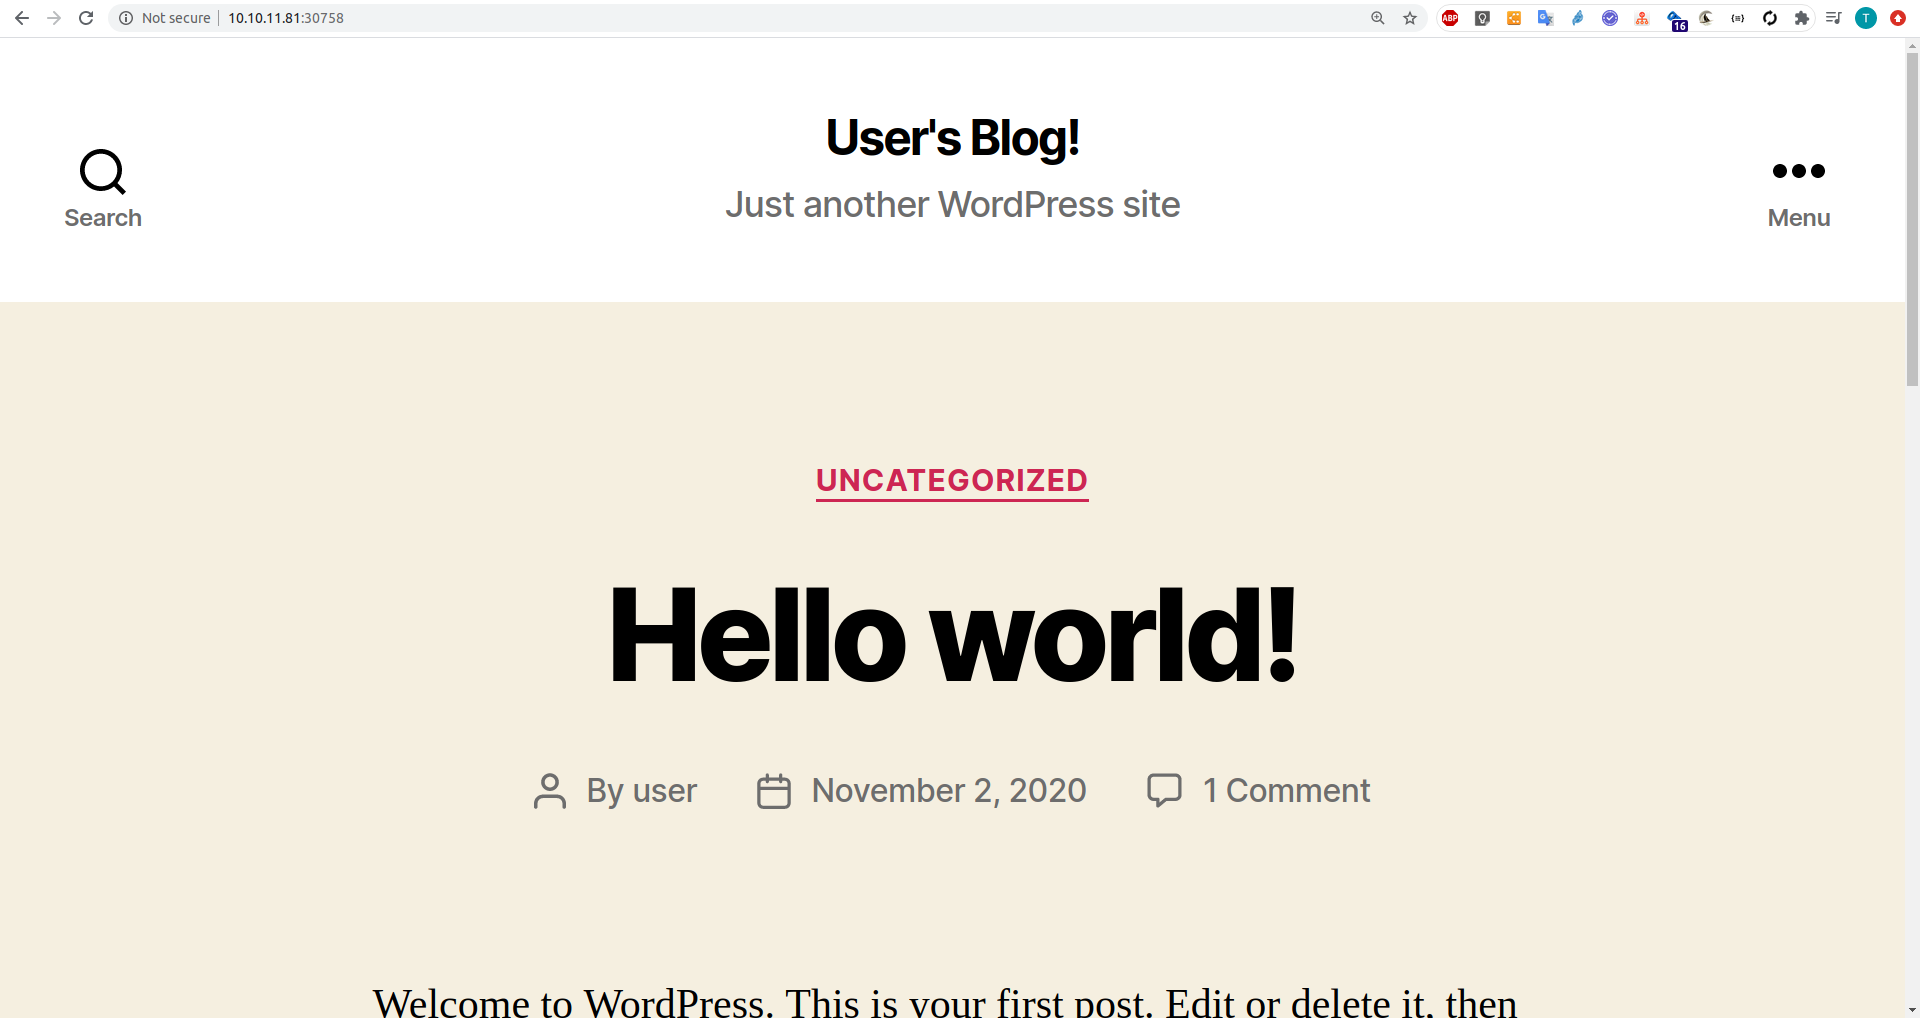 Not secure 10.10.11.81:30758
ABP
16
T
User's Blog!
Just another WordPress site
Search
Menu
UNCATEGORIZED
Hello world!
By user November 2, 2020 1 Comment
Welcome to WordPress. This is your first post. Edit or delete it, then